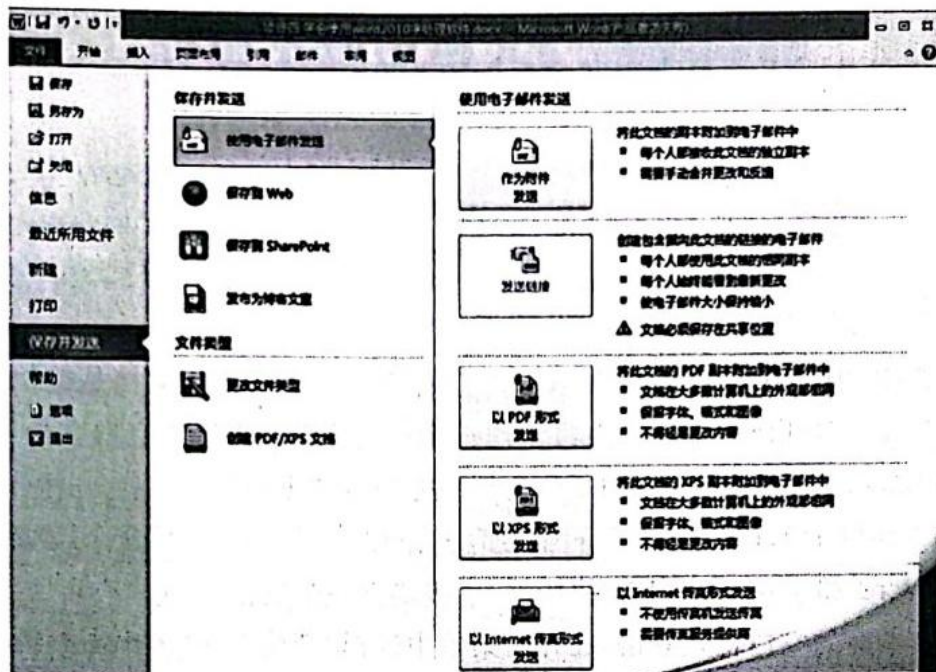 文件 开始 插入 页面布局 引用 邮件 审阅 视图
保存
另存为
打开
关闭
信息
最近所用文件
新建
打印
保存并发送
帮助
选项
退出
保存并发送
使用电子邮件发送
保存到 Web
保存到 SharePoint
发布为博客文章
文件类型
更改文件类型
创建 PDF/XPS 文档
使用电子邮件发送
作为附件
发送
将此文档的副本附加到电子邮件中
每个人都接收此文档的独立副本
需要手动合并更改和反馈
发送链接
创建包含指向此文档的链接的电子邮件
每个人都使用此文档的相同副本
每个人始终能看到最新更改
使电子邮件大小保持最小
文档必须保存在共享位置
以 PDF 形式
发送
将此文档的 PDF 副本附加到电子邮件中
文档在大多数计算机上的外观都相同
保留字体、格式和图像
不能轻易更改内容
以 XPS 形式
发送
将此文档的 XPS 副本附加到电子邮件中
文档在大多数计算机上的外观都相同
保留字体、格式和图像
不能轻易更改内容
以 Internet 传真形式
发送
以 Internet 传真形式发送
不使用传真机发送传真
需要传真服务提供商